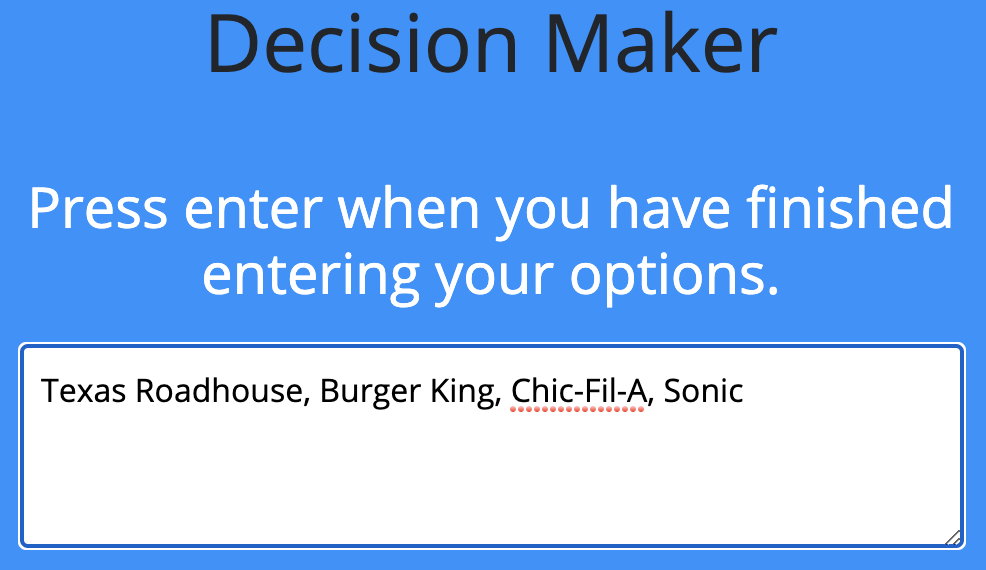 Decision Maker
Press enter when you have finished
entering your options.
Texas Roadhouse, Burger King, Chic-Fil-A, Sonic